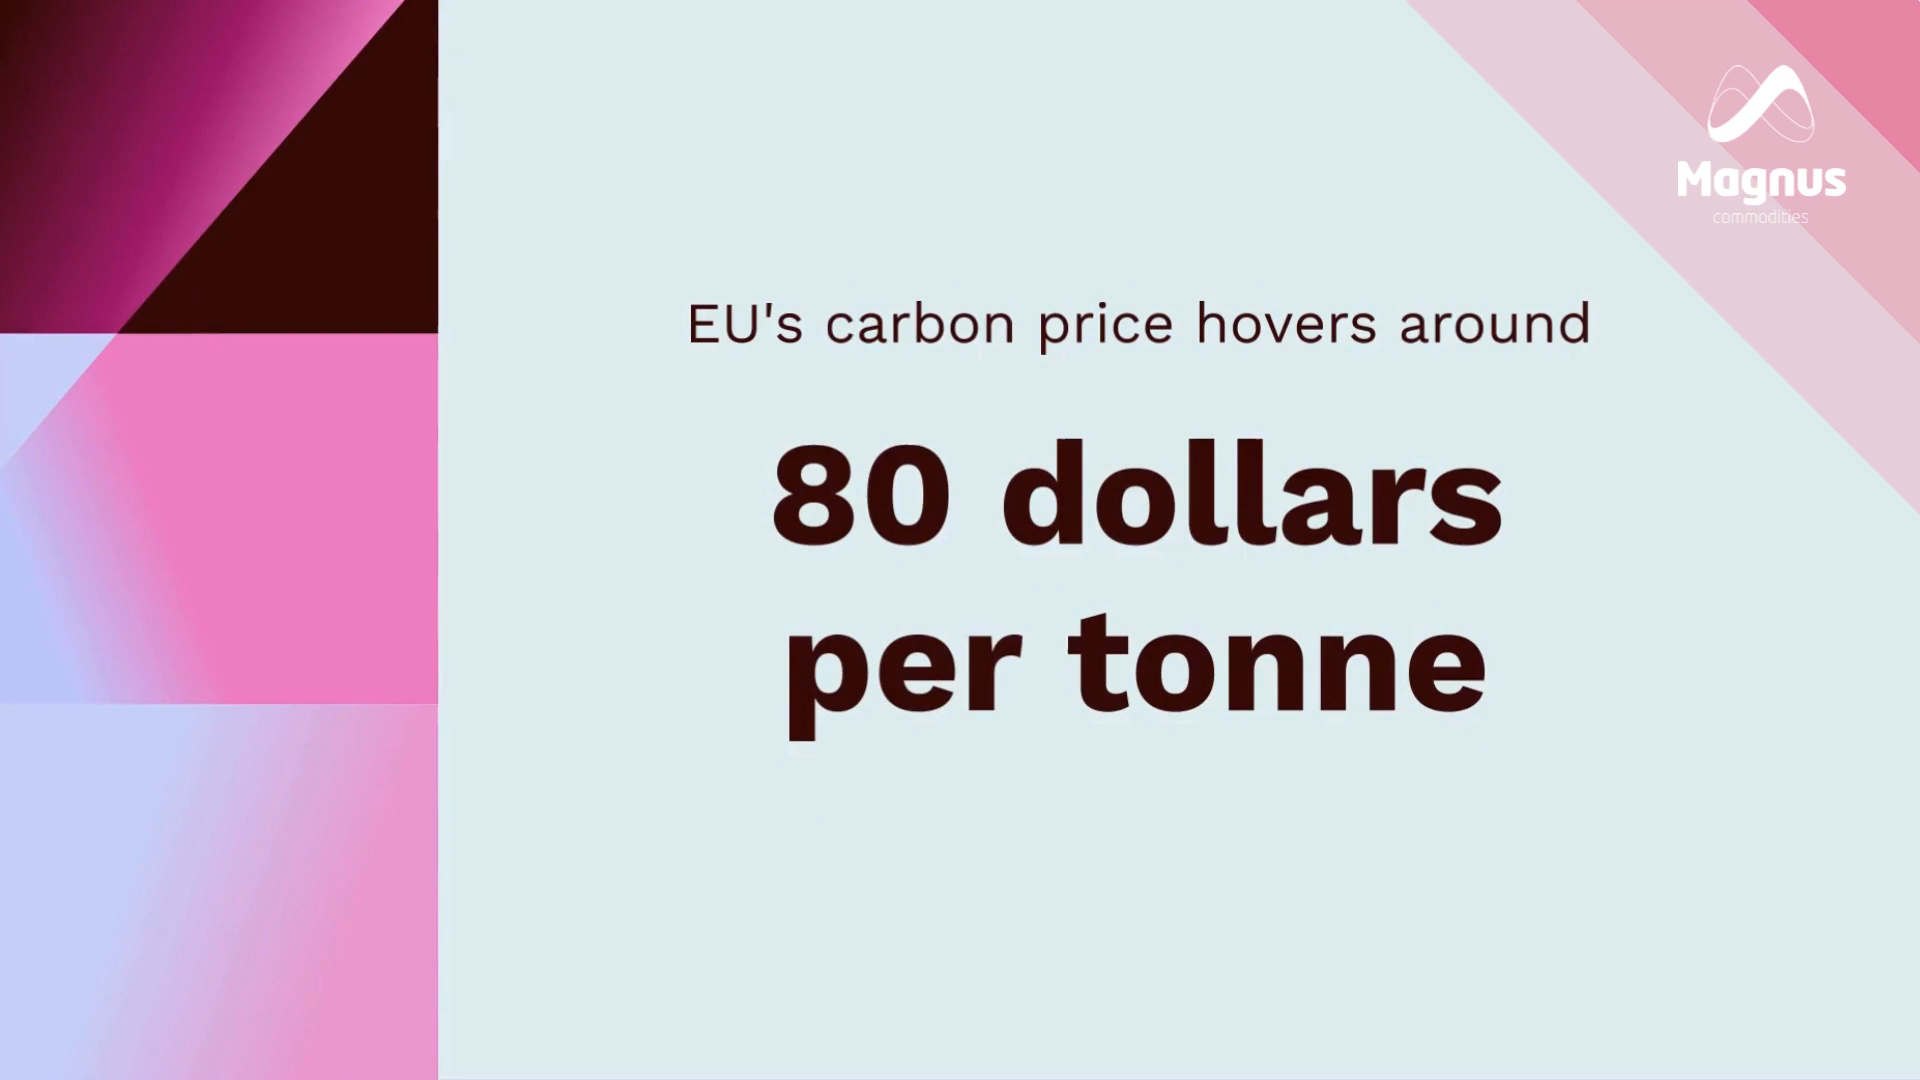 Magnus
commodities
EU's carbon price hovers around
80 dollars
per tonne